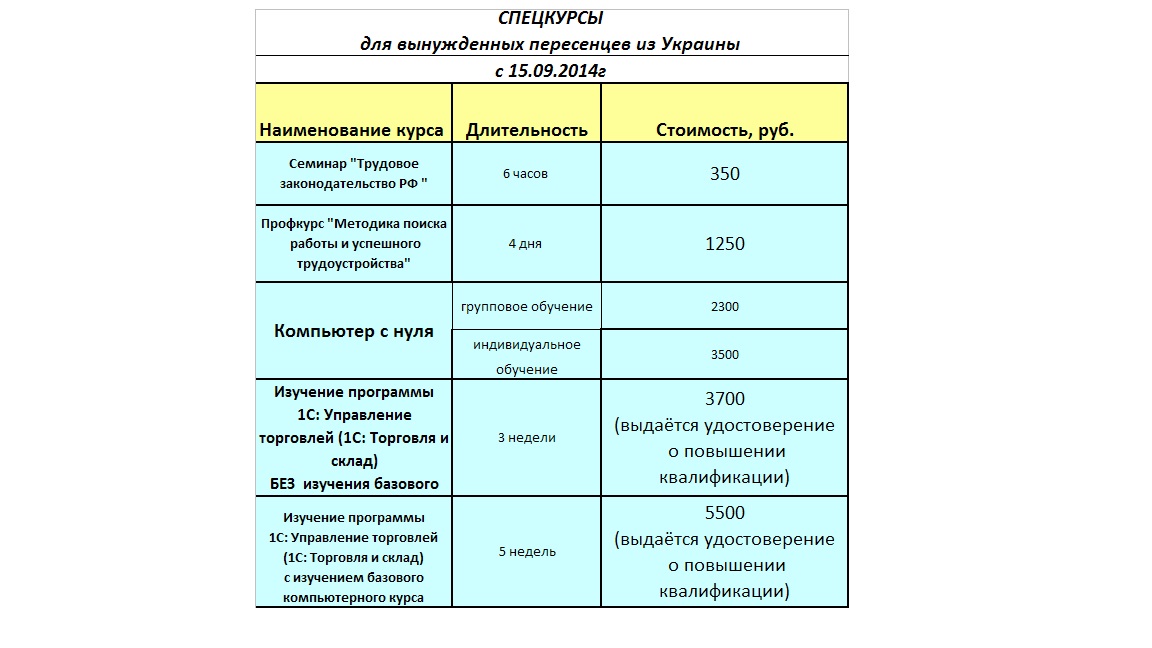 СПЕЦКУРСЫ
для вынужденных пересенцев из Украины
с 15.09.2014г
Наименование курса Длительность Стоимость, руб.
Семинар "Трудовое
законодательство РФ "
6 часов
350
Профкурс "Методика поиска
работы и успешного
трудоустройства"
4 дня
1250
Компьютер с нуля
групповое обучение
2300
индивидуальное
обучение
3500
Изучение программы
1С: Управление
торговлей (1С: Торговля и
склад)
БЕЗ  изучения базового
3 недели
3700
(выдаётся удостоверение
о повышении
квалификации)
Изучение программы
1С: Управление торговлей
(1С: Торговля и склад)
с изучением базового
компьютерного курса
5 недель
5500
(выдаётся удостоверение
о повышении
квалификации)